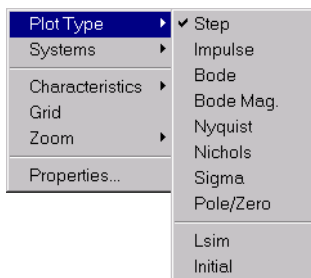 Plot Type
Systems
Characteristics
Grid
Zoom
Properties...
Step
Impulse
Bode
Bode Mag.
Nyquist
Nichols
Sigma
Pole/Zero
Lsim
Initial